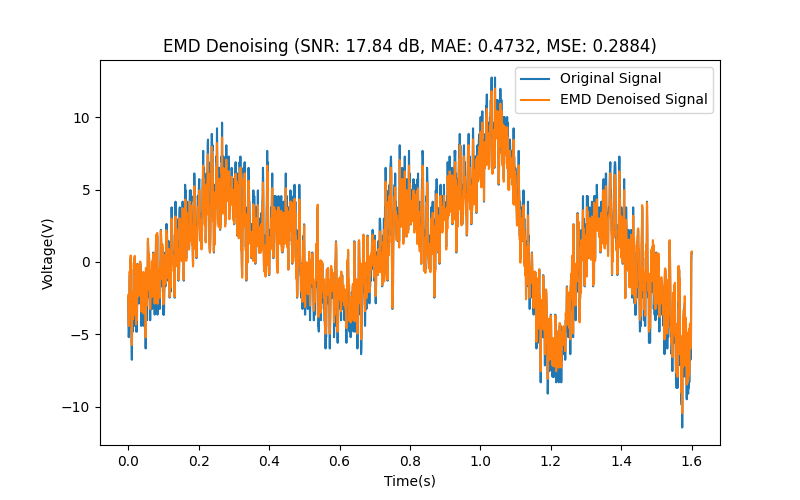 EMD Denoising (SNR: 17.84 dB, MAE: 0.4732, MSE: 0.2884)
Original Signal
EMD Denoised Signal
10
5
0
−5
−10
Voltage(V)
0.0 0.2 0.4 0.6 0.8 1.0 1.2 1.4 1.6
Time(s)